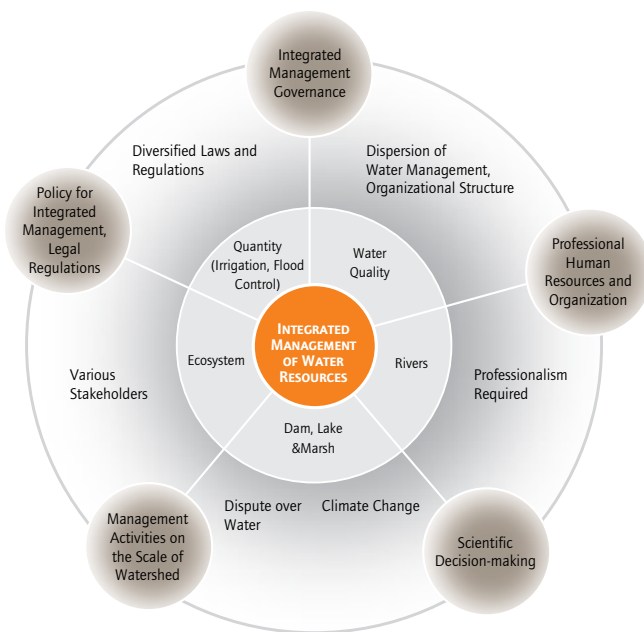 Integrated
Management
Governance
Diversified Laws and
Regulations
Dispersion of
Water Management,
Organizational Structure
Policy for
Integrated
Management,
Legal
Regulations
Professional
Human
Resources and
Organization
Quantity
(Irrigation, Flood
Control)
Water
Quality
INTEGRATED
MANAGEMENT
OF WATER
RESOURCES
Ecosystem
Rivers
Various
Stakeholders
Professionalism
Required
Dam, Lake
&Marsh
Dispute over
Water
Climate Change
Management
Activities on
the Scale of
Watershed
Scientific
Decision-making